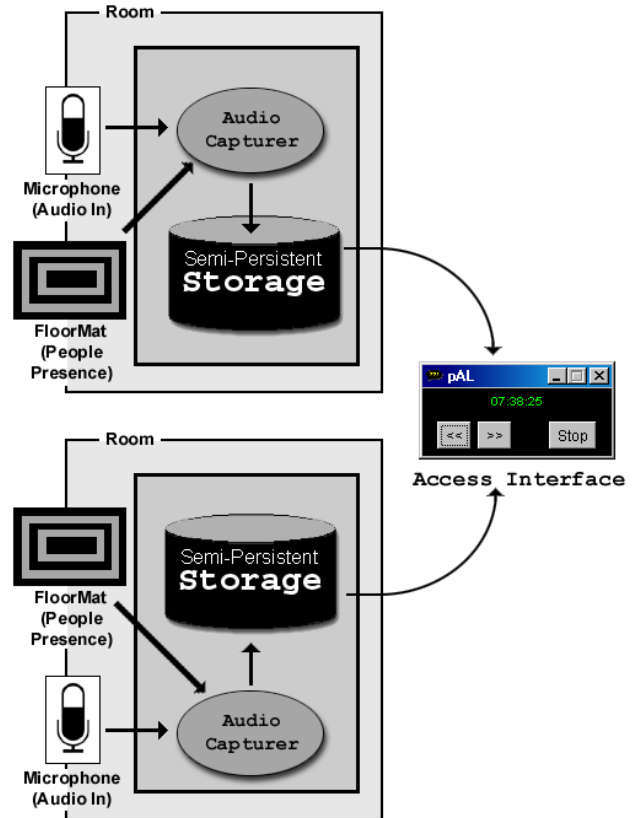 Room
Audio
Capturer
Microphone
(Audio In)
Semi-Persistent
Storage
FloorMat
(People
Presence)
pAL
07:38:25
<< >> Stop
Access Interface
Room
Semi-Persistent
Storage
FloorMat
(People
Presence)
Audio
Capturer
Microphone
(Audio In)